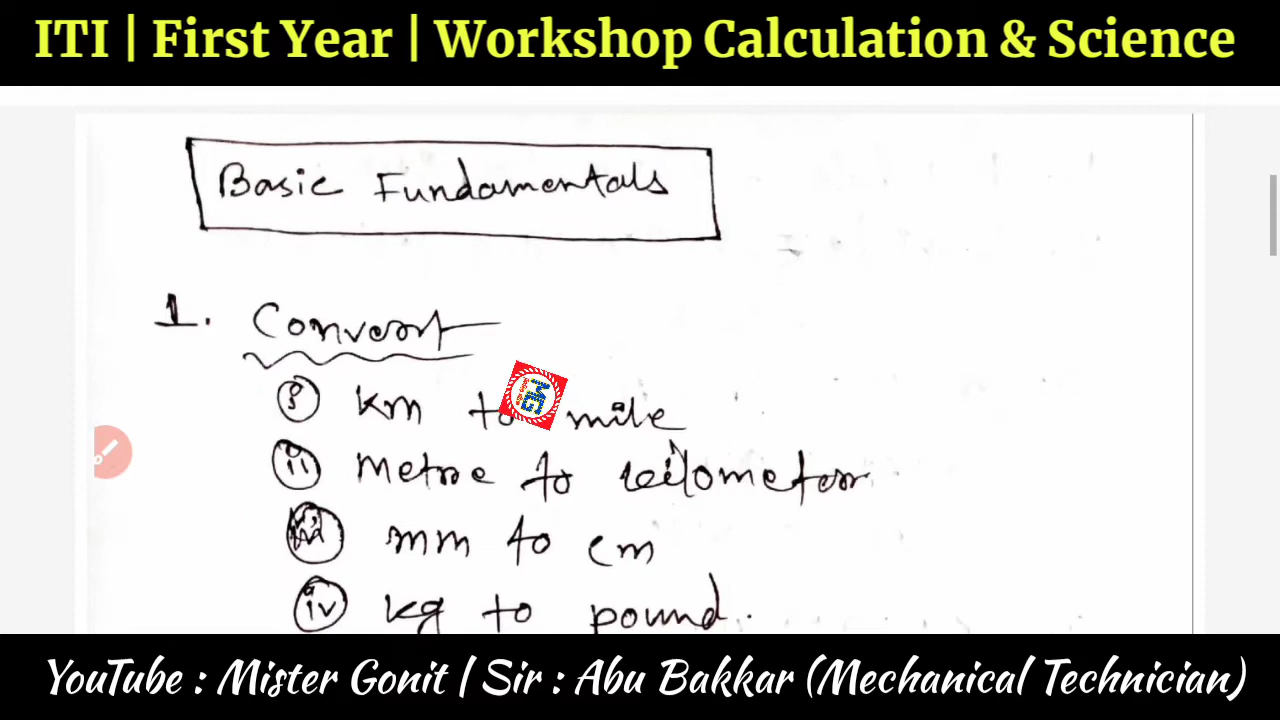 ITI | First Year | Workshop Calculation & Science
Basic Fundamentals
1. Convert
(i) km to mile
(ii) Metre to kilometer
(iii) mm to cm
(iv) kg to pound.
YouTube : Mister Gonit / Sir : Abu Bakkar (Mechanical Technician)